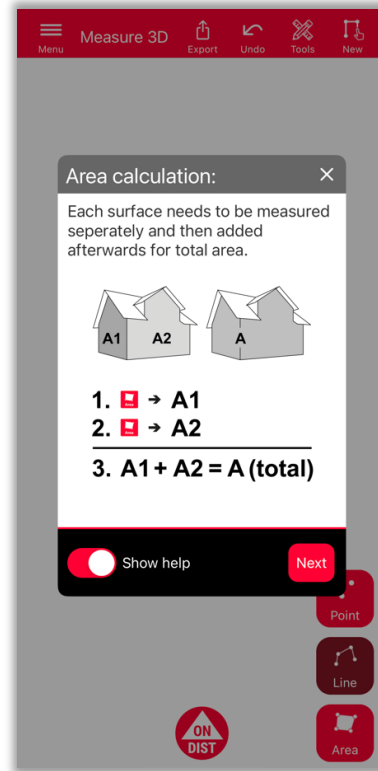 Measure 3D
Menu Export Undo Tools New
Area calculation:
Each surface needs to be measured
seperately and then added
afterwards for total area.
A1 A2 A
1. Area → A1
2. Area → A2
3. A1 + A2 = A (total)
Show help Next
Point
Line
ON
DIST
Area